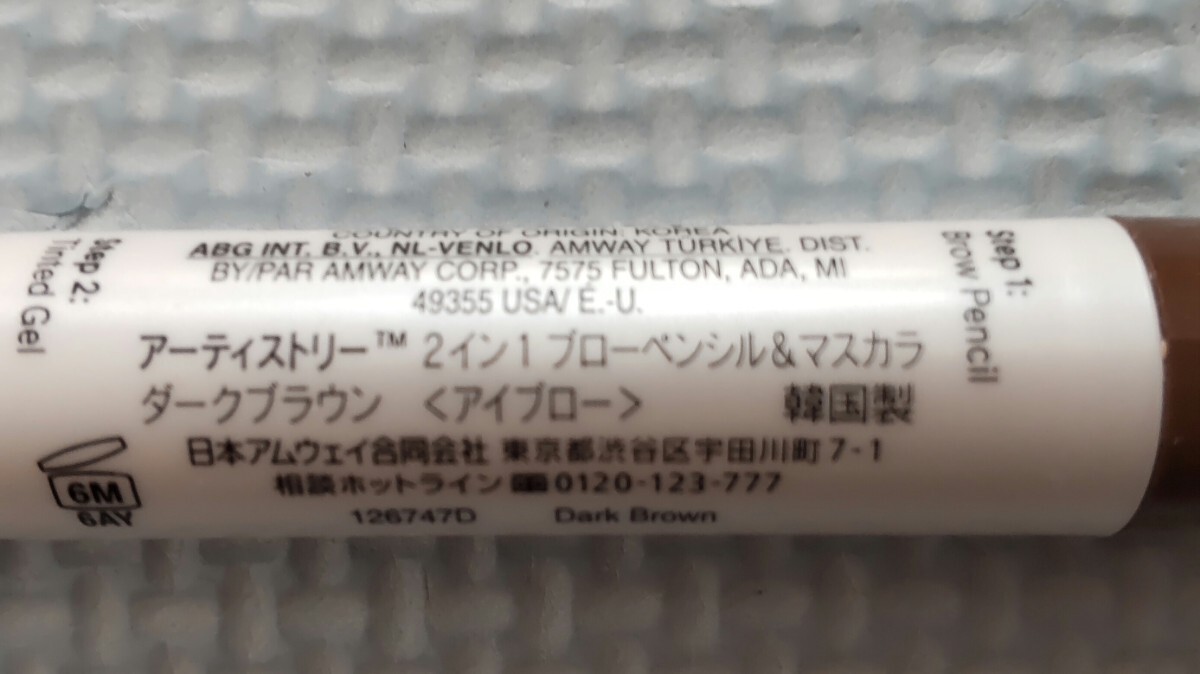 COUNTRY OF ORIGIN: KOREA
ABG INT. B.V., NL-VENLO. AMWAY TÜRKİYE. DIST.
BY/PAR AMWAY CORP., 7575 FULTON, ADA, MI
49355 USA/ E.-U.
アーティストリー™ 2イン1 ブローペンシル&マスカラ
ダークブラウン 〈アイブロー〉 韓国製
日本アムウェイ合同会社 東京都渋谷区宇田川町7-1
相談ホットライン 0120-123-777
126747D Dark Brown
6M
6AY
Step 2:
Tinted Gel
Step 1:
Brow Pencil